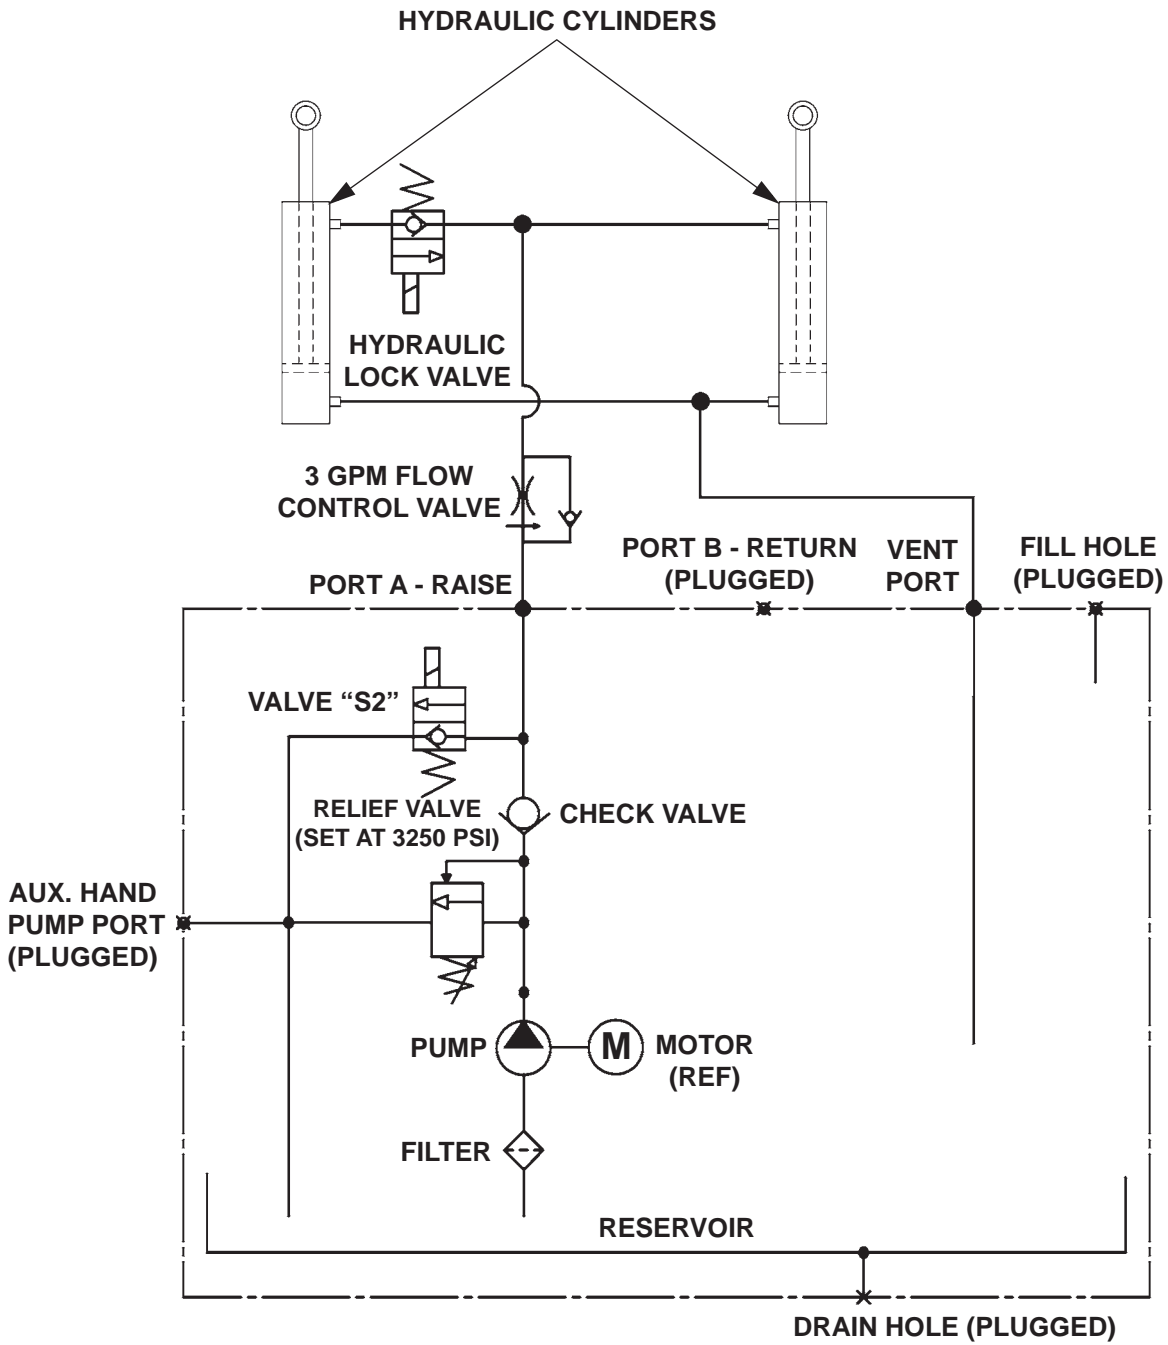 HYDRAULIC CYLINDERS
HYDRAULIC
LOCK VALVE
3 GPM FLOW
CONTROL VALVE
PORT A - RAISE
PORT B - RETURN
(PLUGGED)
VENT
PORT
FILL HOLE
(PLUGGED)
VALVE “S2”
RELIEF VALVE
(SET AT 3250 PSI)
CHECK VALVE
AUX. HAND
PUMP PORT
(PLUGGED)
PUMP
M
MOTOR
(REF)
FILTER
RESERVOIR
DRAIN HOLE (PLUGGED)